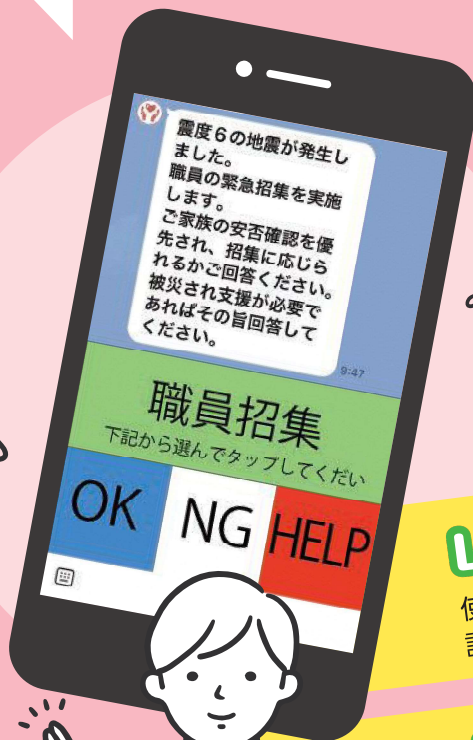 震度６の地震が発生し
ました。
職員の緊急招集を実施
します。
ご家族の安否確認を優
先され、招集に応じら
れるかご回答ください。
被災され支援が必要で
あればその旨回答して
ください。
9:47
職員招集
下記から選んでタップしてくだい
OK
NG
HELP
使